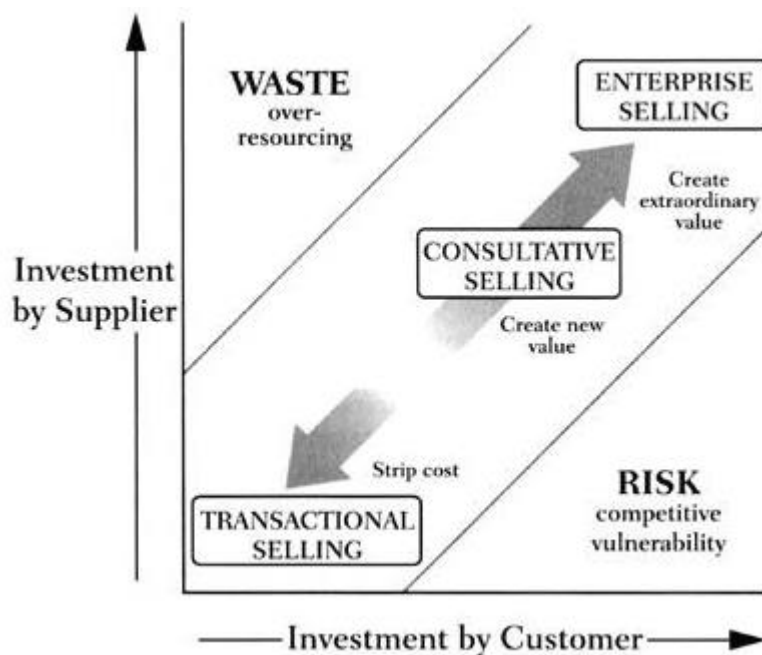 WASTE
over-
resourcing
ENTERPRISE
SELLING
Create
extraordinary
value
CONSULTATIVE
SELLING
Create new
value
Investment
by Supplier
Strip cost
TRANSACTIONAL
SELLING
RISK
competitive
vulnerability
Investment by Customer